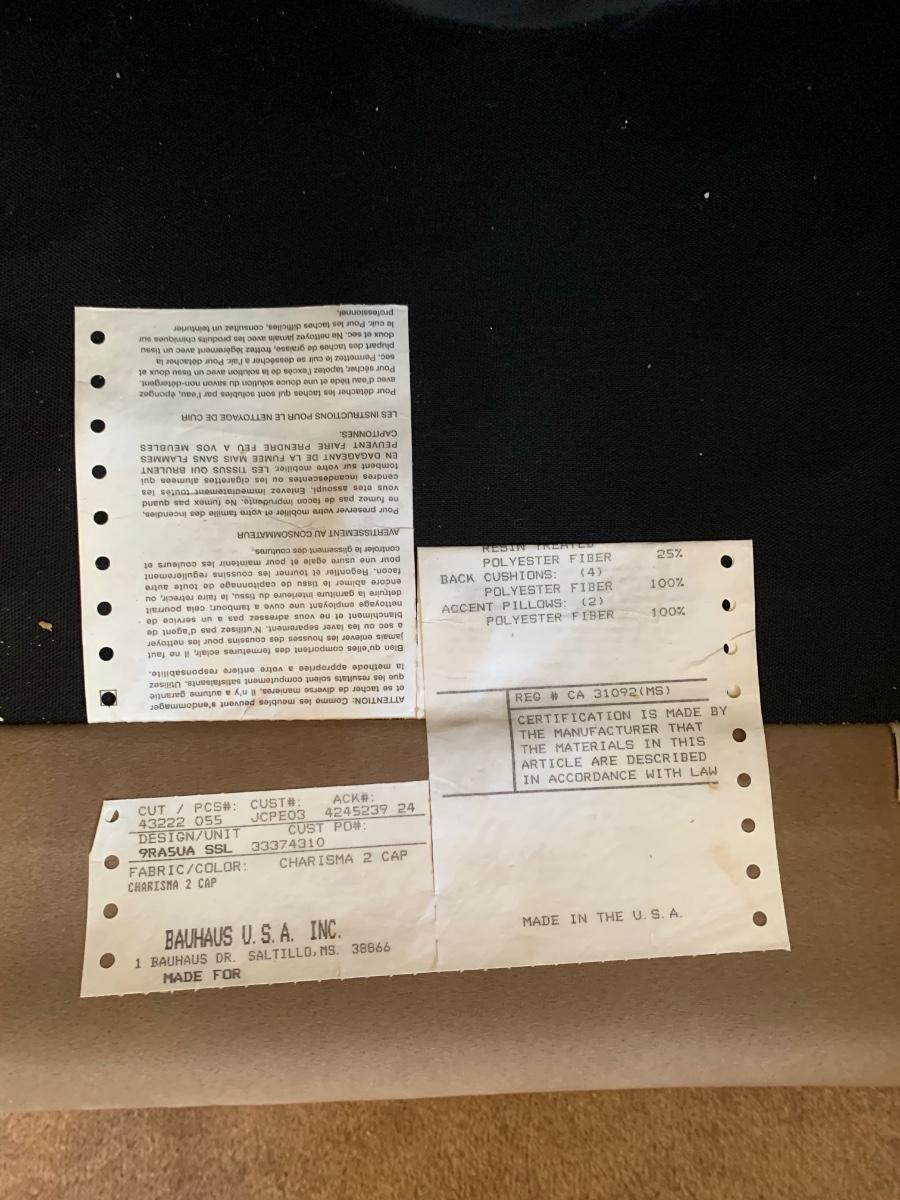 ATTENTION: Comme les meubles peuvent s'endommager
et se tacher de diverse manieres, il n'y a autune garantie
que les resultats soient computement satisfaisants. Utilisez
la methode appropriee a votre entiere responsabilite.
Bien qu'elles comportent des fermetures eclair, il ne faut
jamais enlever les housses des coussins pour les nettoyer
a sec ou les laver separement. N'utilisez pas d'agent de
blanchiment et ne vous adressez pas a un service de
nettoyage employant une cuve a tambour; cela pourrait
detruire la garniture interieure du tissu, le faire retrecir, ou
endore abimer le tissu de capitonnage de toute autre
facon. Regonfler et tourner les coussins regulierement
pour une usure egale et pour maintenir les couleurs et
controler le glissement des coutures.
AVERTISSEMENT AU CONSOMMATEUR
Pour preserver votre mobilier et votre famille des incendies,
ne fumez pas de facon imprudente. Ne fumex pas quand
vous etes assoupi. Enlevez immediatement toutes les
cendres incandescentes ou les cigarettes alumees qui
tombent sur votre mobilier. LES TISSUS QUI BRULENT
EN DAGAGEANT DE LA FUMEE MAIS SANS FLAMMES
PEUVENT FAIRE PRENDRE FEU A VOS MEUBLES
CAPITONNES.
LES INSTRUCTIONS POUR LE NETTOYAGE DE CUIR
Pour détacher les taches qui sont solubles par l'eau, épongez
avec d'eau tiède et une douce solution du savon non-détergent.
Pour sécher, tapotez l'excès de la solution avec un tissu doux et
sec. Permettez le cuir se dessécher a l'air. Pour détacher la
plupart des taches de graisse, frottez légèrement avec un tissu
doux et sec. Ne nettoyez jamais avec les produits chimiques sur
le cuir. Pour les taches difficiles, consultez un teinturier
professionnel.
RESIN TREATED
POLYESTER FIBER 25%
BACK CUSHIONS: (4)
POLYESTER FIBER 100%
ACCENT PILLOWS: (2)
POLYESTER FIBER 100%
REG # CA 31092(MS)
CERTIFICATION IS MADE BY
THE MANUFACTURER THAT
THE MATERIALS IN THIS
ARTICLE ARE DESCRIBED
IN ACCORDANCE WITH LAW
MADE IN THE U.S.A.
CUT / PCS#: CUST#: ACK#:
43222 055 JCPE03 4245239 24
DESIGN/UNIT CUST PO#:
9RA5UA SSL 33374310
FABRIC/COLOR: CHARISMA 2 CAP
CHARISMA 2 CAP
BAUHAUS U.S.A. INC.
1 BAUHAUS DR. SALTILLO, MS. 38866
MADE FOR